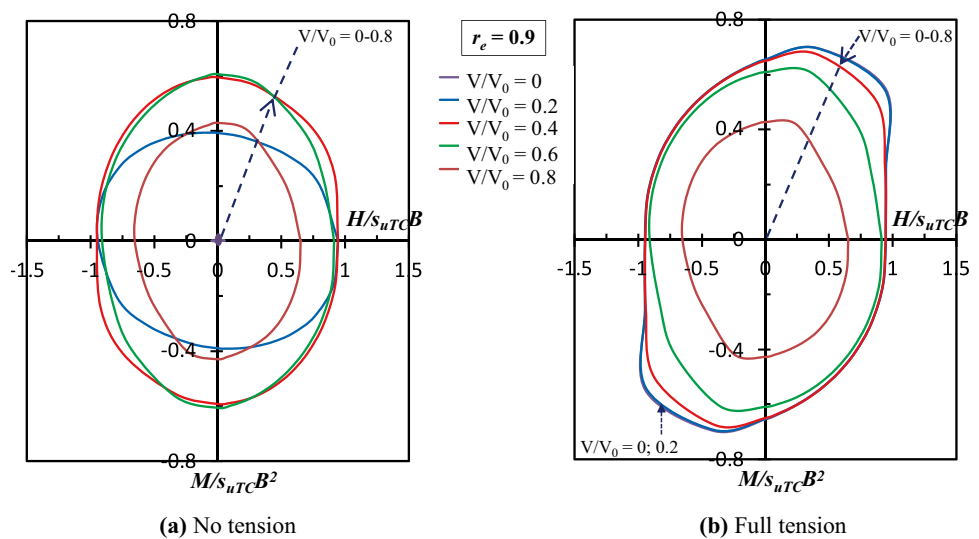 0.8
V/V0 = 0-0.8
0.4
H/suTCB
0
-1.5 -1 -0.5 0 0.5 1 1.5
-0.4
-0.8
M/suTCB²
(a) No tension
re = 0.9
V/V0 = 0
V/V0 = 0.2
V/V0 = 0.4
V/V0 = 0.6
V/V0 = 0.8
0.8
V/V0 = 0-0.8
0.4
H/suTCB
0
-1.5 -1 -0.5 0 0.5 1 1.5
-0.4
V/V0 = 0; 0.2
-0.8
M/suTCB²
(b) Full tension